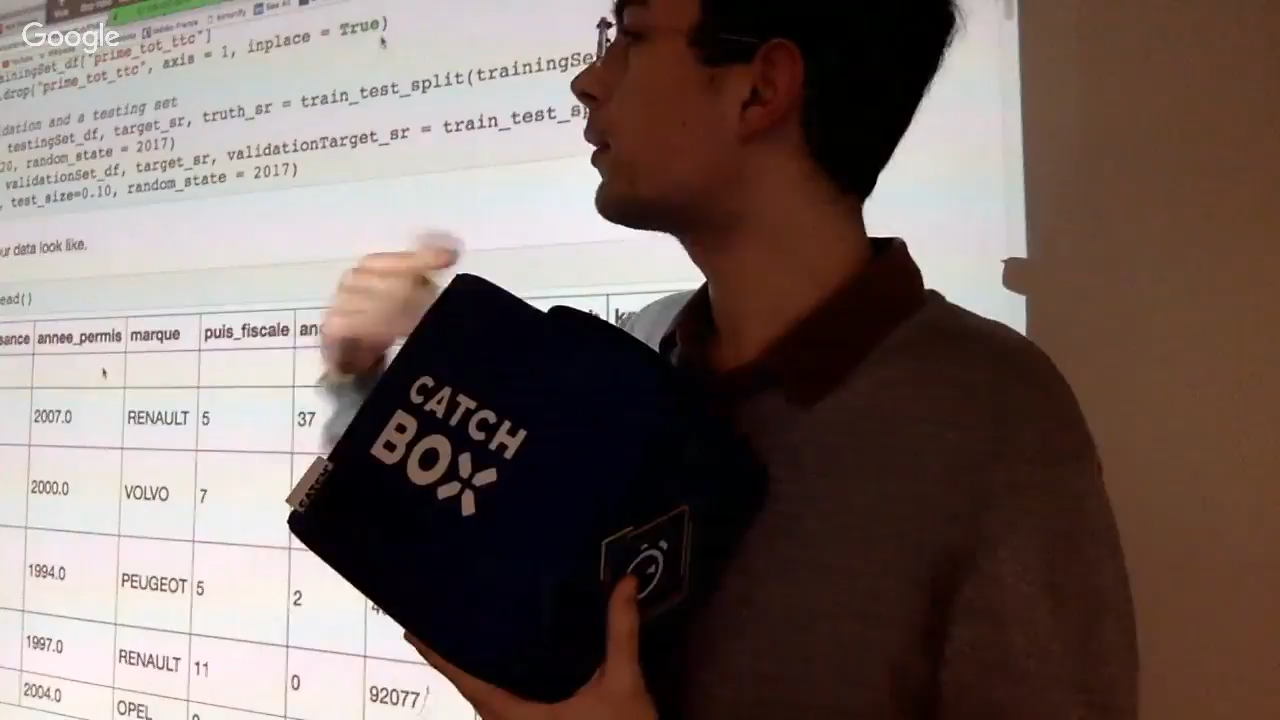 Google
ainingSet_df["prime_tot_ttc"]
.drop("prime_tot_ttc", axis = 1, inplace = True)
dation and a testing set
testingSet_df, target_sr, truth_sr = train_test_split(trainingSe
20, random_state = 2017)
validationSet_df, target_sr, validationTarget_sr = train_test_sp
, test_size=0.10, random_state = 2017)
ur data look like.
ead()
sance annee_permis marque puis_fiscale anc
2007.0 RENAULT 5 37
2000.0 VOLVO 7
1994.0 PEUGEOT 5 2
1997.0 RENAULT 11 0 92077
2004.0 OPEL
CATCH
BOX